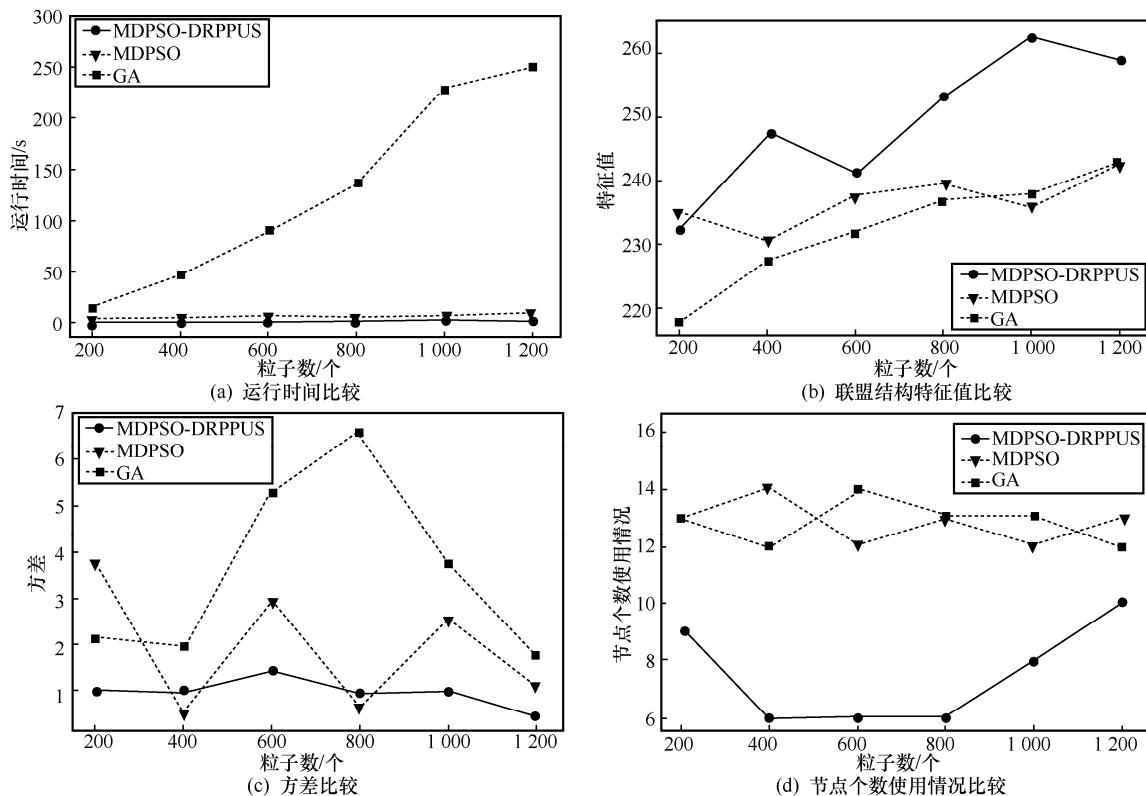 300
250
200
150
100
50
0
运行时间/s
MDPSO-DRPPUS
MDPSO
GA
200 400 600 800 1 000 1 200
粒子数/个
(a) 运行时间比较
260
250
240
230
220
特征值
MDPSO-DRPPUS
MDPSO
GA
200 400 600 800 1 000 1 200
粒子数/个
(b) 联盟结构特征值比较
7
6
5
4
3
2
1
方差
MDPSO-DRPPUS
MDPSO
GA
200 400 600 800 1 000 1 200
粒子数/个
(c) 方差比较
16
14
12
10
8
6
节点个数使用情况
MDPSO-DRPPUS
MDPSO
GA
200 400 600 800 1 000 1 200
粒子数/个
(d) 节点个数使用情况比较